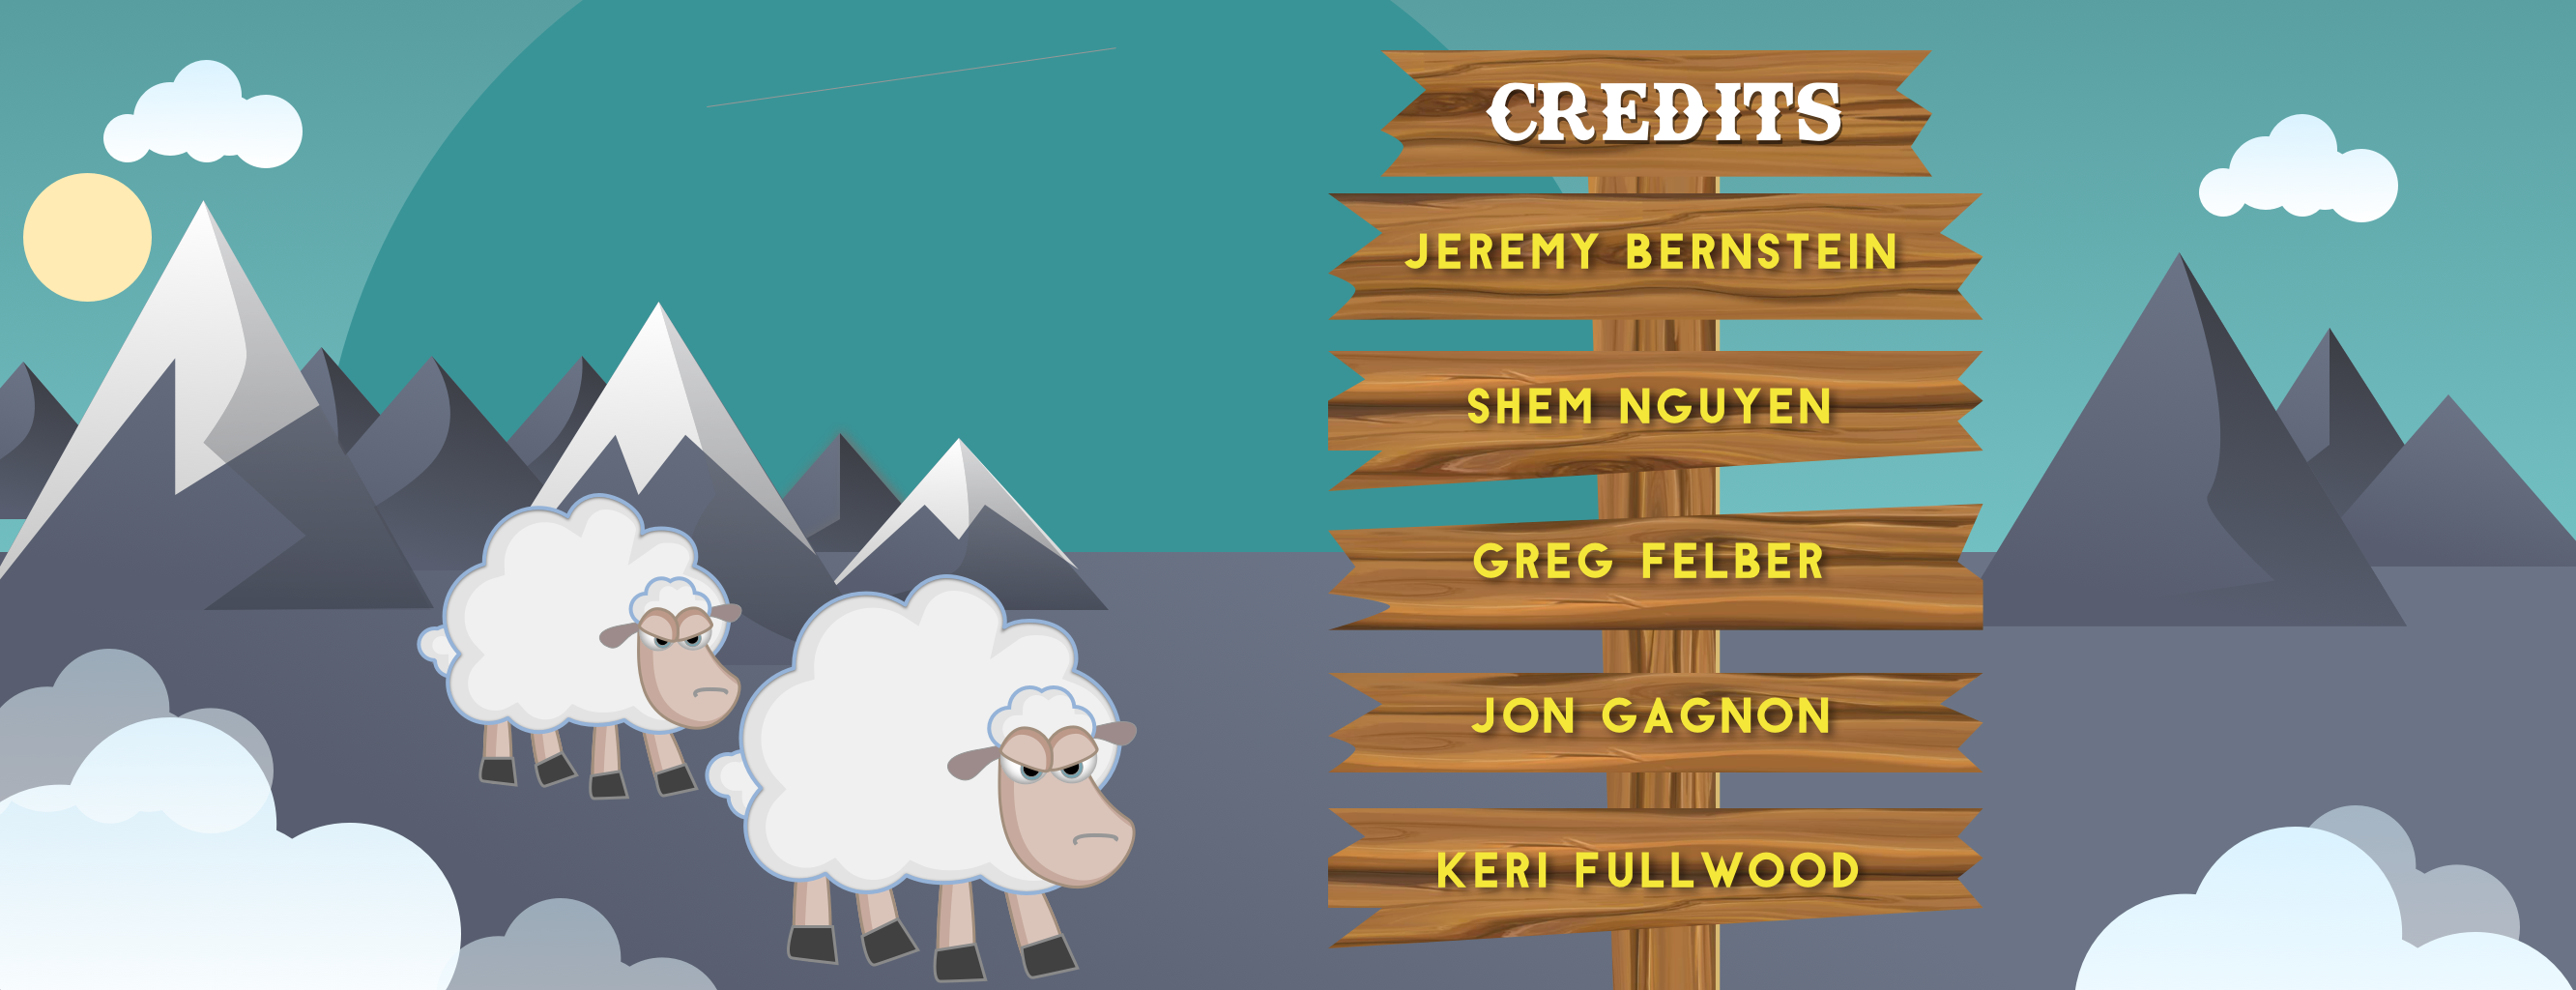 CREDITS
JEREMY BERNSTEIN
SHEM NGUYEN
GREG FELBER
JON GAGNON
KERI FULLWOOD